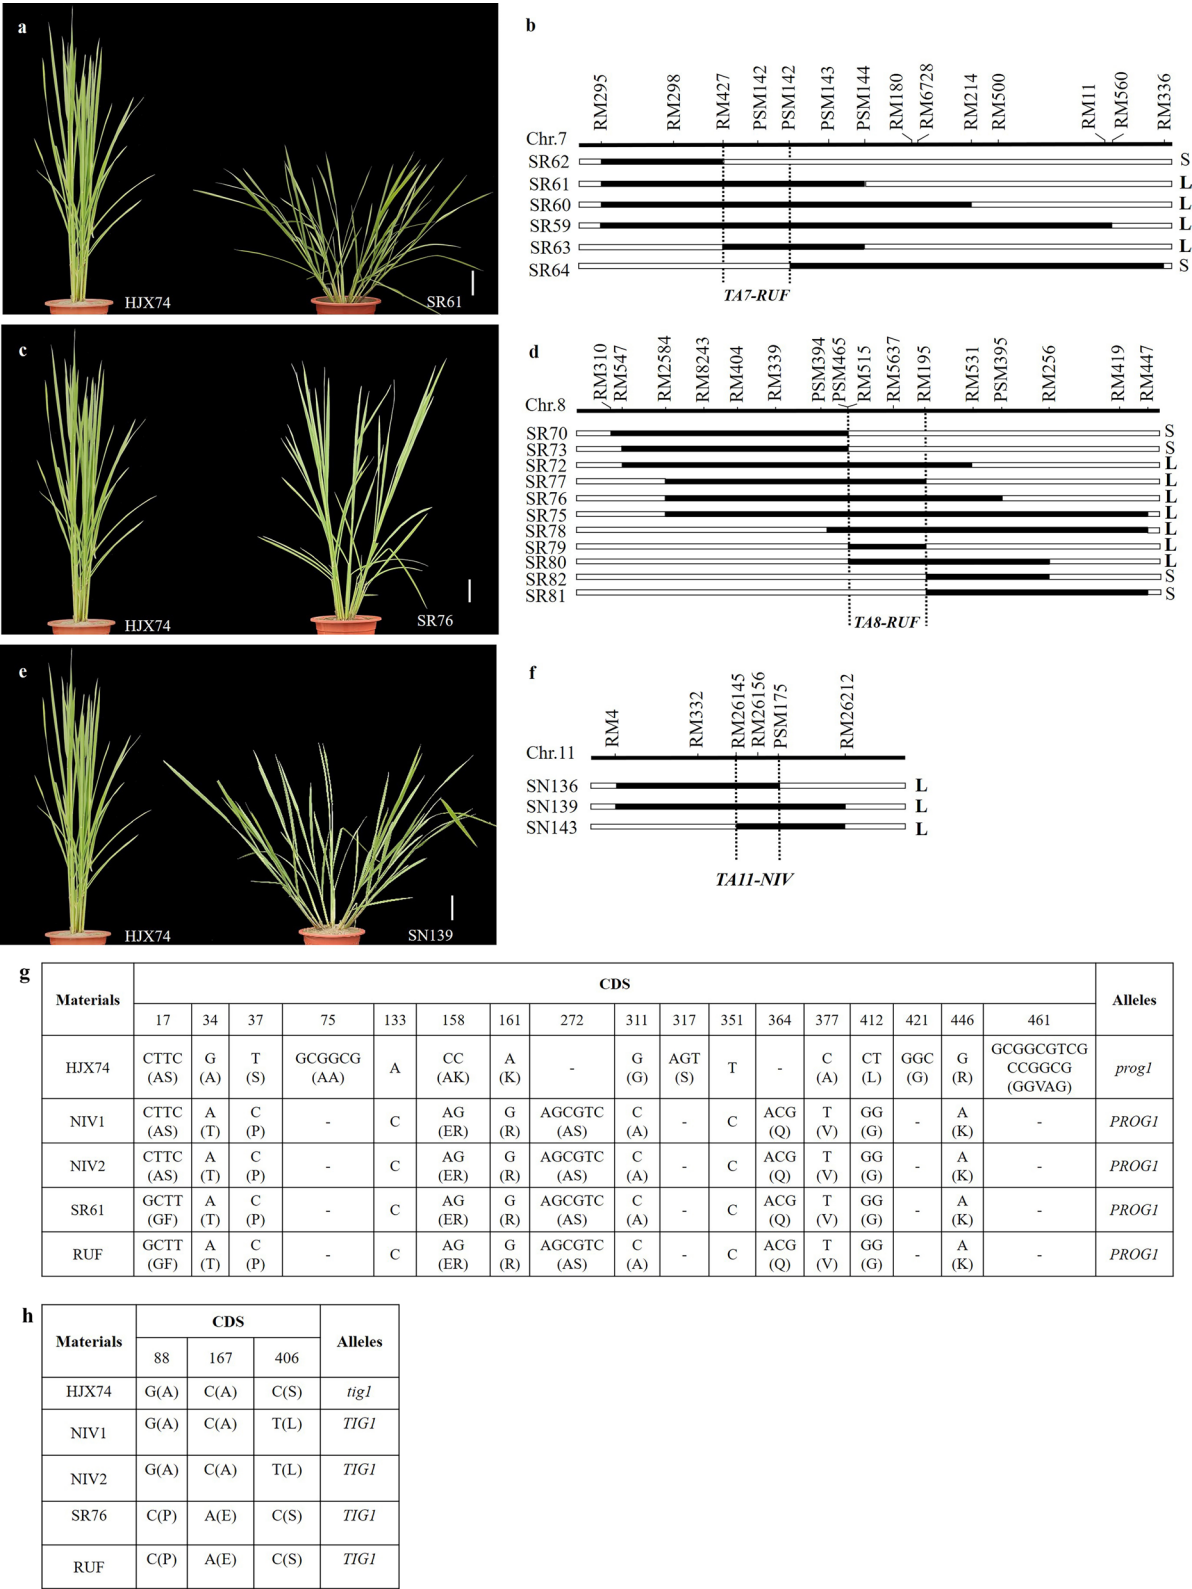 a
HJX74
SR61
b
RM295
RM298
RM427
PSM142
PSM142
PSM143
PSM144
RM180
RM6728
RM214
RM500
RM11
RM560
RM336
Chr.7
SR62 S
SR61 L
SR60 L
SR59 L
SR63 L
SR64 S
TA7-RUF
c
HJX74
SR76
d
RM310
RM547
RM2584
RM8243
RM404
RM339
PSM394
PSM465
RM515
RM5637
RM195
RM531
PSM395
RM256
RM419
RM447
Chr.8
SR70 S
SR73 S
SR72 L
SR77 L
SR76 L
SR75 L
SR78 L
SR79 L
SR80 L
SR82 S
SR81 S
TA8-RUF
e
HJX74
SN139
f
RM4
RM332
RM26145
RM26156
PSM175
RM26212
Chr.11
SN136 L
SN139 L
SN143 L
TA11-NIV
g
Materials CDS Alleles
17 34 37 75 133 158 161 272 311 317 351 364 377 412 421 446 461
HJX74 CTTC (AS) G (A) T (S) GCGGCG (AA) A CC (AK) A (K) - G (G) AGT (S) T - C (A) CT (L) GGC (G) G (R) GCGGCGTCG CCGGCG (GGVAG) prog1
NIV1 CTTC (AS) A (T) C (P) - C AG (ER) G (R) AGCGTC (AS) C (A) - C ACG (Q) T (V) GG (G) - A (K) - PROG1
NIV2 CTTC (AS) A (T) C (P) - C AG (ER) G (R) AGCGTC (AS) C (A) - C ACG (Q) T (V) GG (G) - A (K) - PROG1
SR61 GCTT (GF) A (T) C (P) - C AG (ER) G (R) AGCGTC (AS) C (A) - C ACG (Q) T (V) GG (G) - A (K) - PROG1
RUF GCTT (GF) A (T) C (P) - C AG (ER) G (R) AGCGTC (AS) C (A) - C ACG (Q) T (V) GG (G) - A (K) - PROG1
h
Materials CDS Alleles
88 167 406
HJX74 G(A) C(A) C(S) tig1
NIV1 G(A) C(A) T(L) TIG1
NIV2 G(A) C(A) T(L) TIG1
SR76 C(P) A(E) C(S) TIG1
RUF C(P) A(E) C(S) TIG1